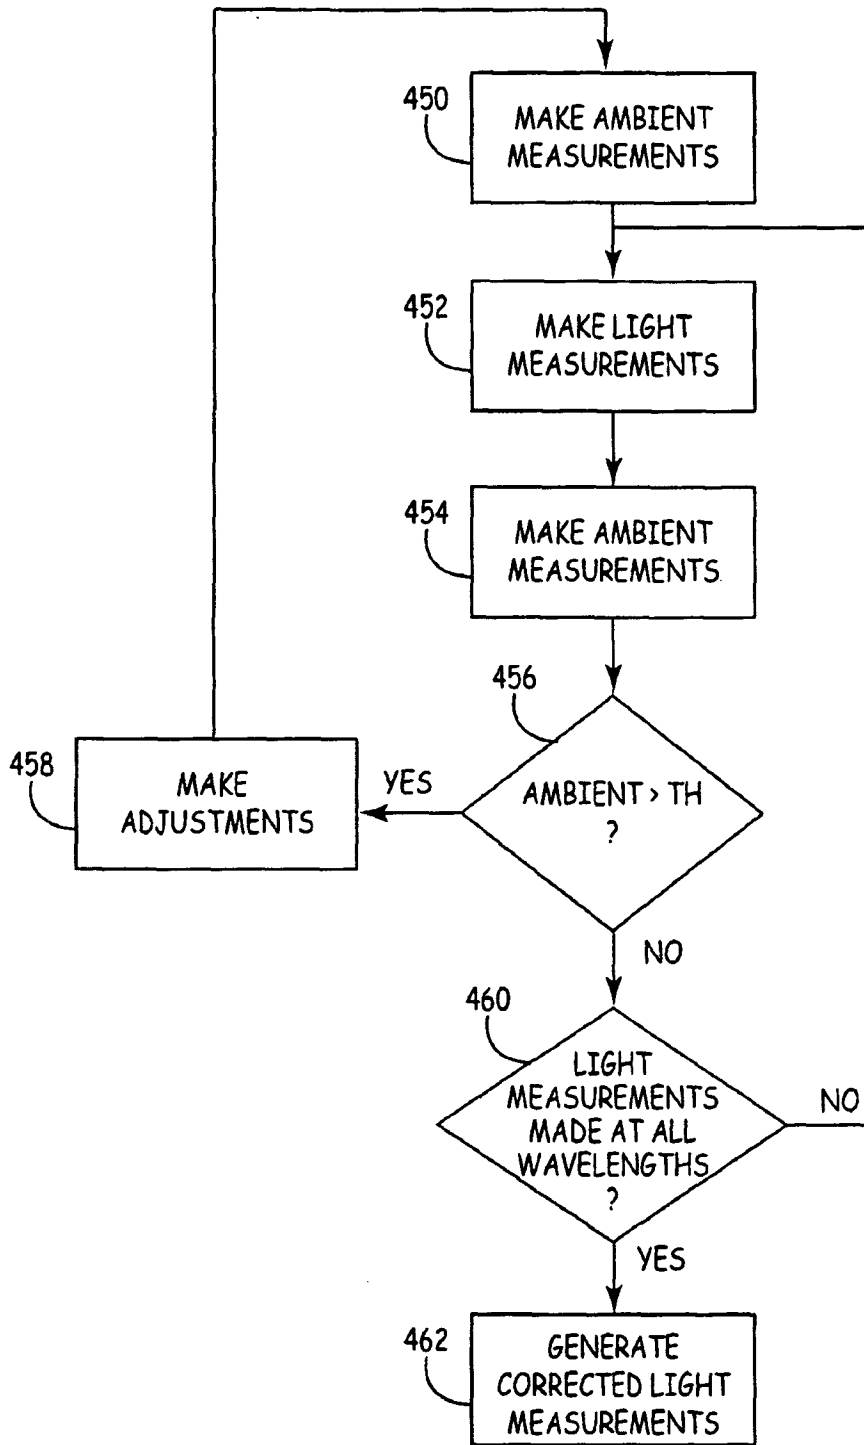 450
MAKE AMBIENT
MEASUREMENTS
452
MAKE LIGHT
MEASUREMENTS
454
MAKE AMBIENT
MEASUREMENTS
456
AMBIENT > TH
?
YES
458
MAKE
ADJUSTMENTS
NO
460
LIGHT
MEASUREMENTS
MADE AT ALL
WAVELENGTHS
?
NO
YES
462
GENERATE
CORRECTED LIGHT
MEASUREMENTS